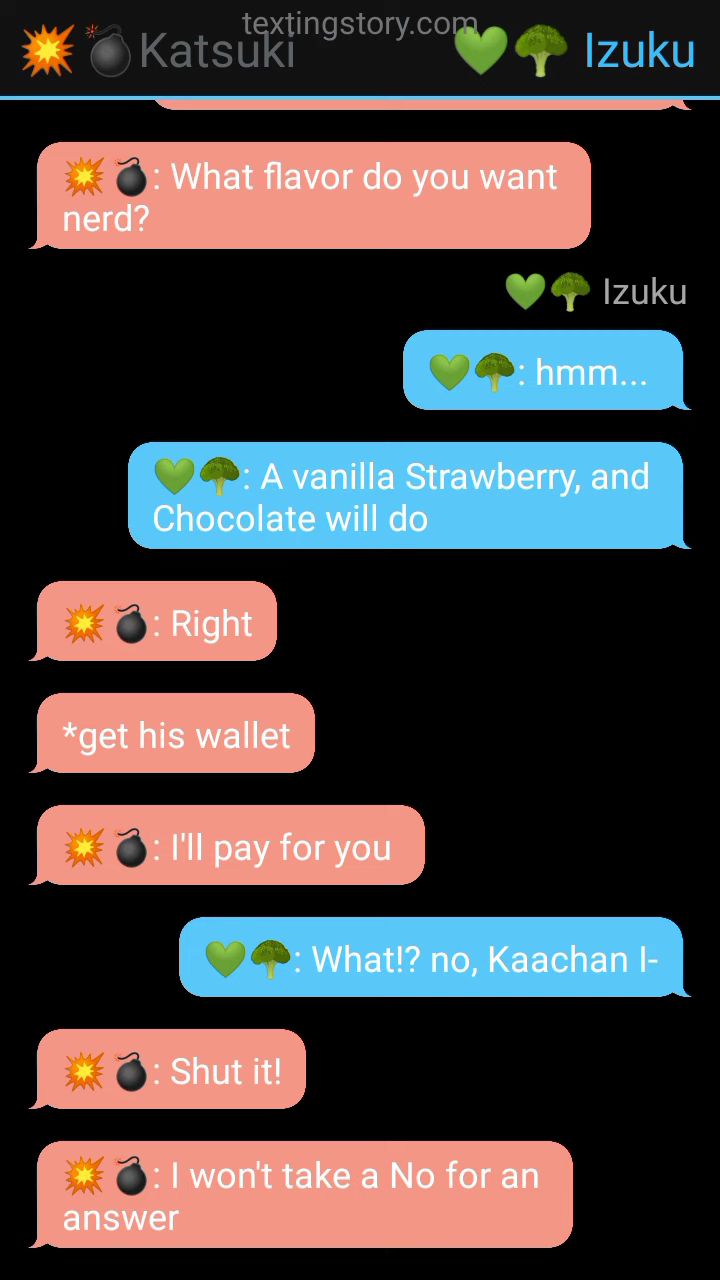 textingstory.com
💥💣Katsuki
💚🥦 Izuku
💥💣: What flavor do you want
nerd?
💚🥦 Izuku
💚🥦: hmm...
💚🥦: A vanilla Strawberry, and
Chocolate will do
💥💣: Right
*get his wallet
💥💣: I'll pay for you
💚🥦: What!? no, Kaachan I-
💥💣: Shut it!
💥💣: I won't take a No for an
answer